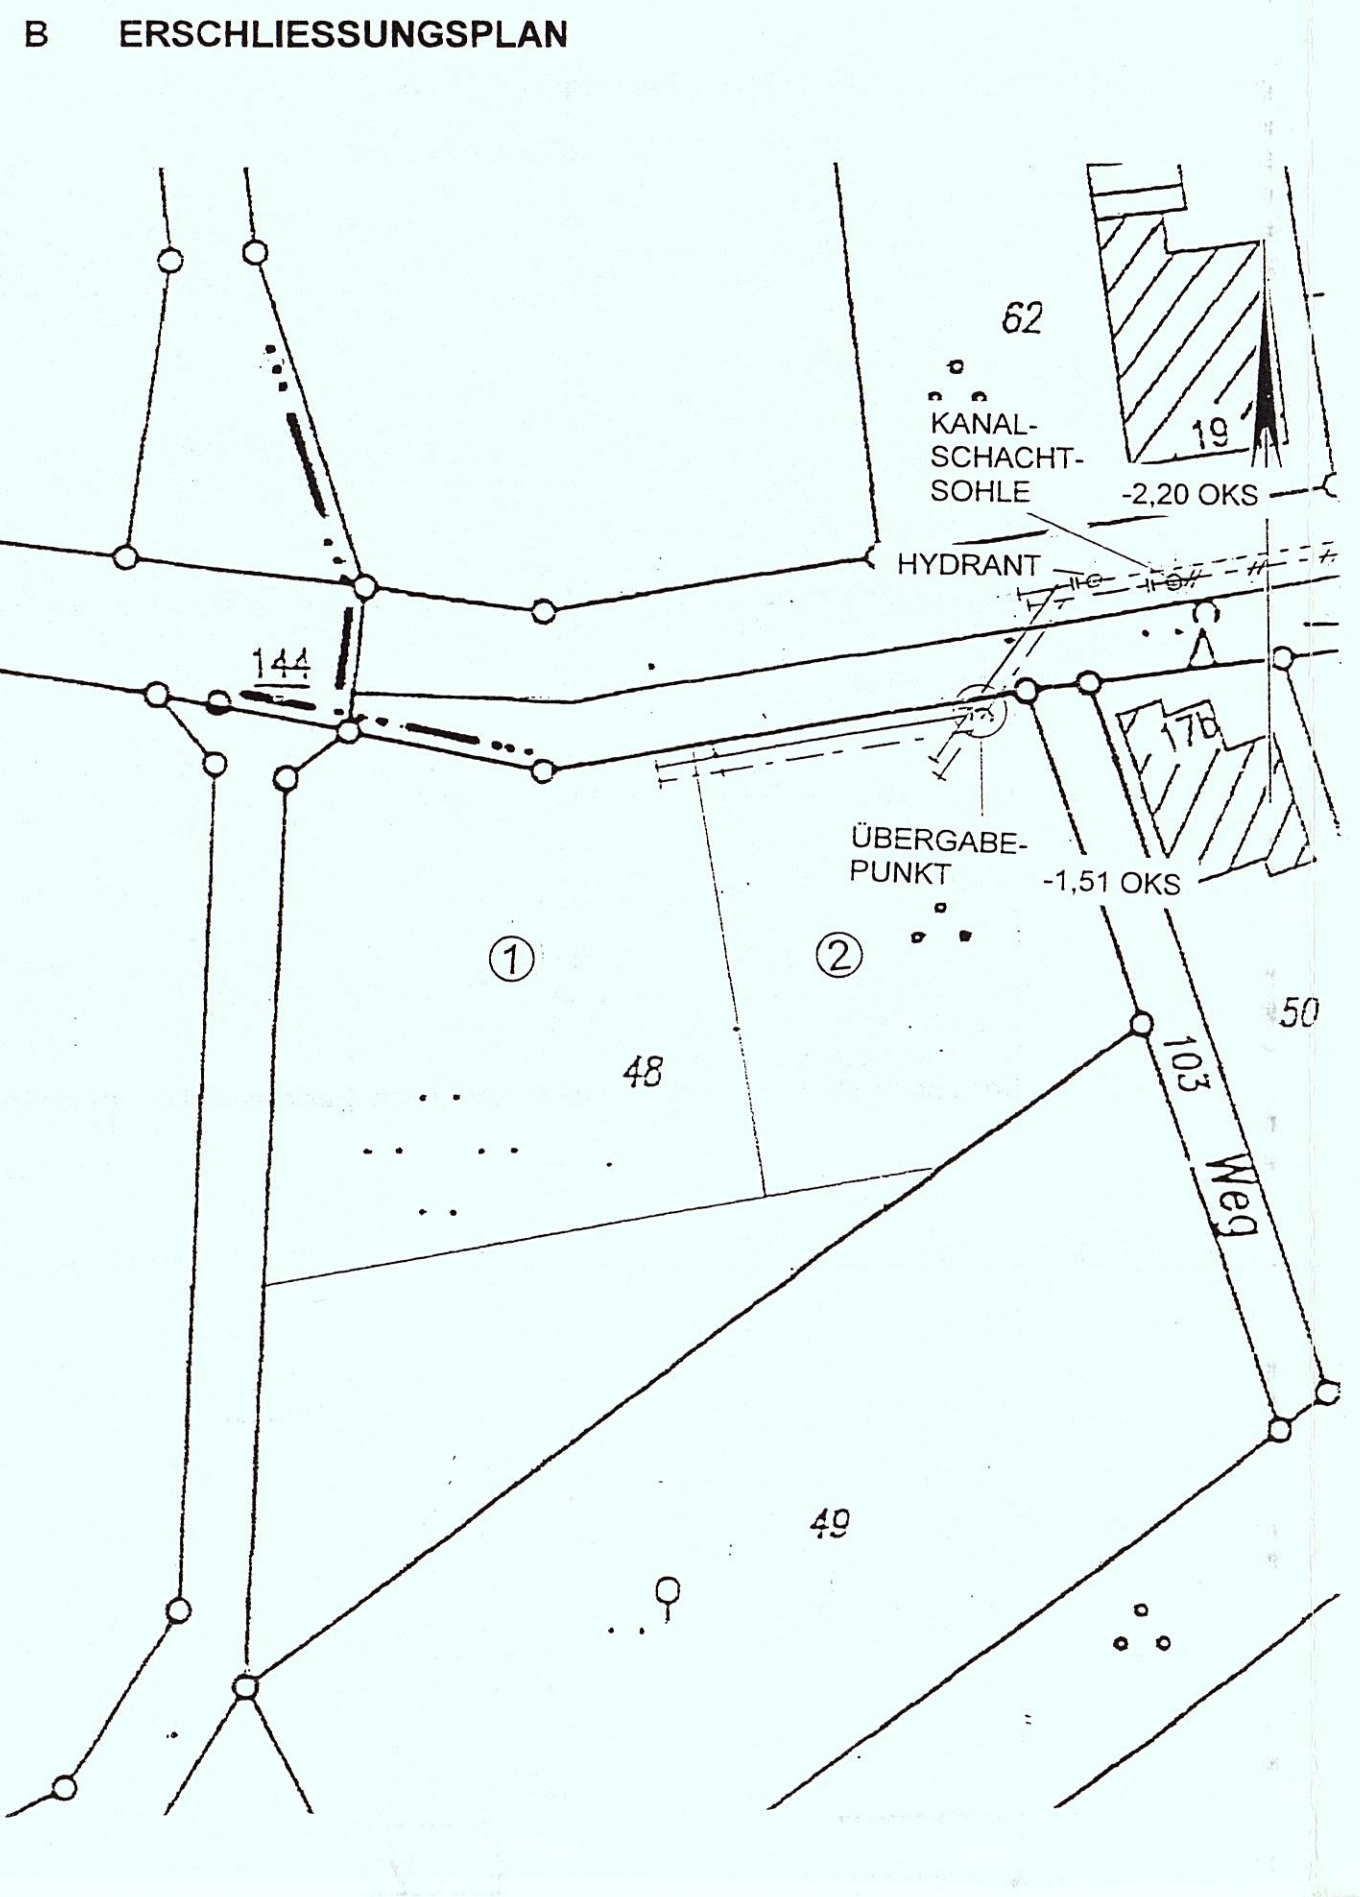 B ERSCHLIESSUNGSPLAN
62
KANAL-
SCHACHT-
SOHLE
19
-2,20 OKS
HYDRANT
144
17b
ÜBERGABE-
PUNKT
-1,51 OKS
1
2
50
48
103
Weg
49